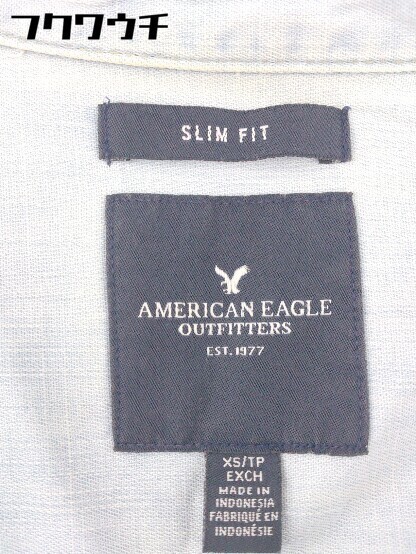 フクワウチ
SLIM FIT
AMERICAN EAGLE
OUTFITTERS
EST. 1977
XS/TP
EXCH
MADE IN
INDONESIA
FABRIQUÉ EN
INDONÉSIE